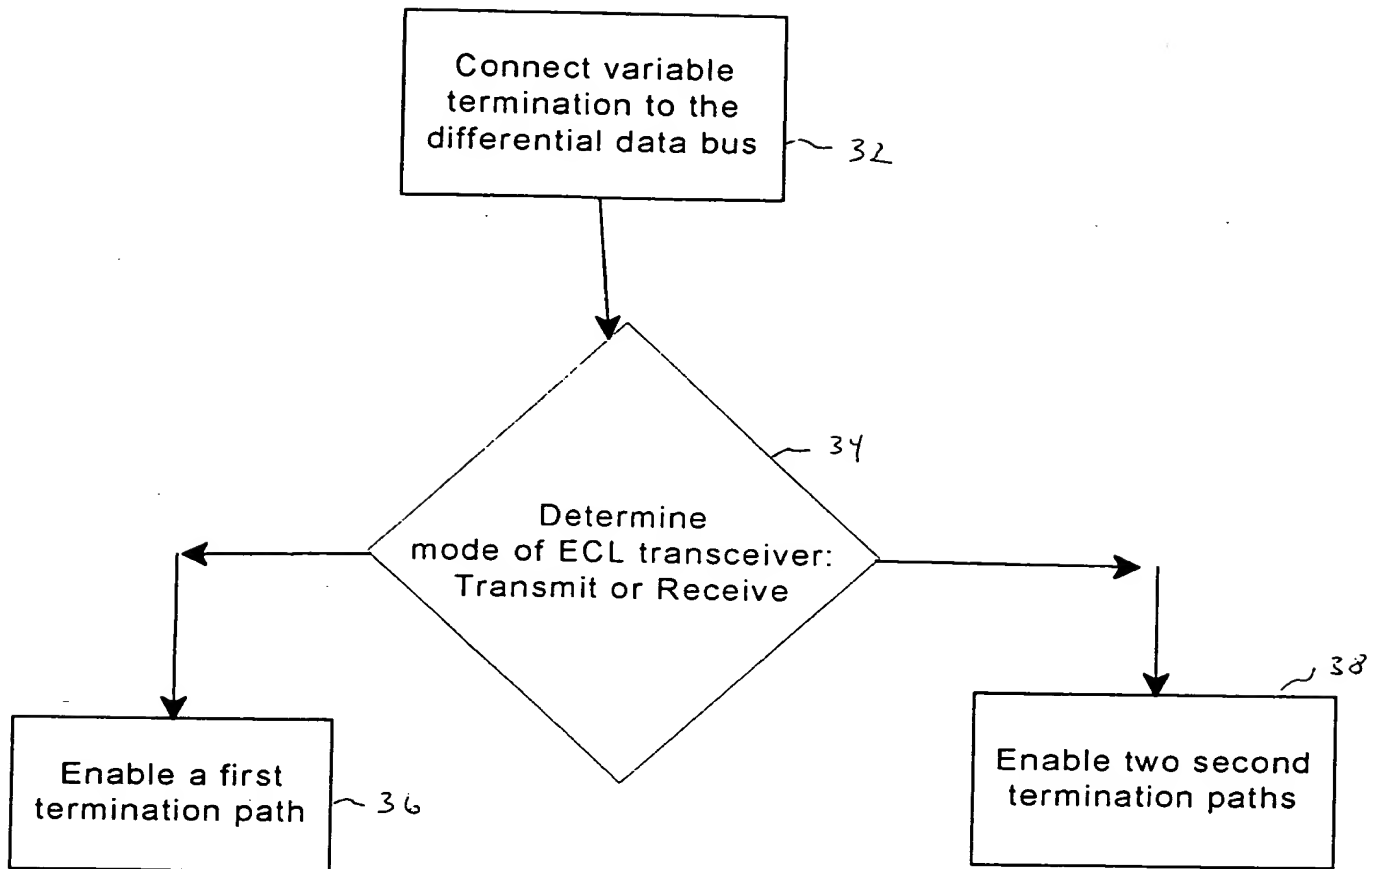 Connect variable
termination to the
differential data bus
32
34
Determine
mode of ECL transceiver:
Transmit or Receive
38
Enable a first
termination path
36
Enable two second
termination paths